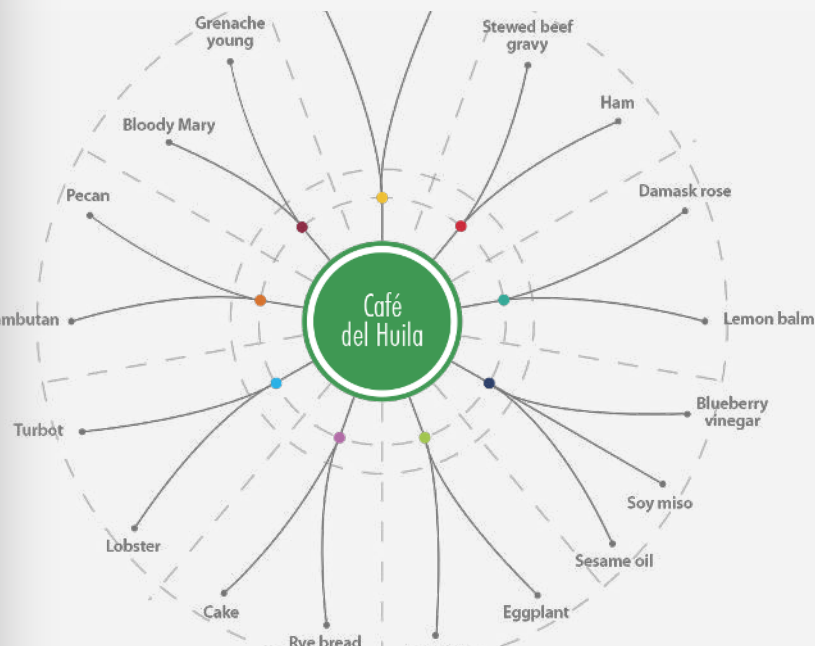 Grenache
young
Stewed beef
gravy
Ham
Bloody Mary
Pecan
Damask rose
Café
del Huila
Lemon balm
Blueberry
vinegar
Turbot
Soy miso
Lobster
Sesame oil
Cake
Eggplant
Rye bread